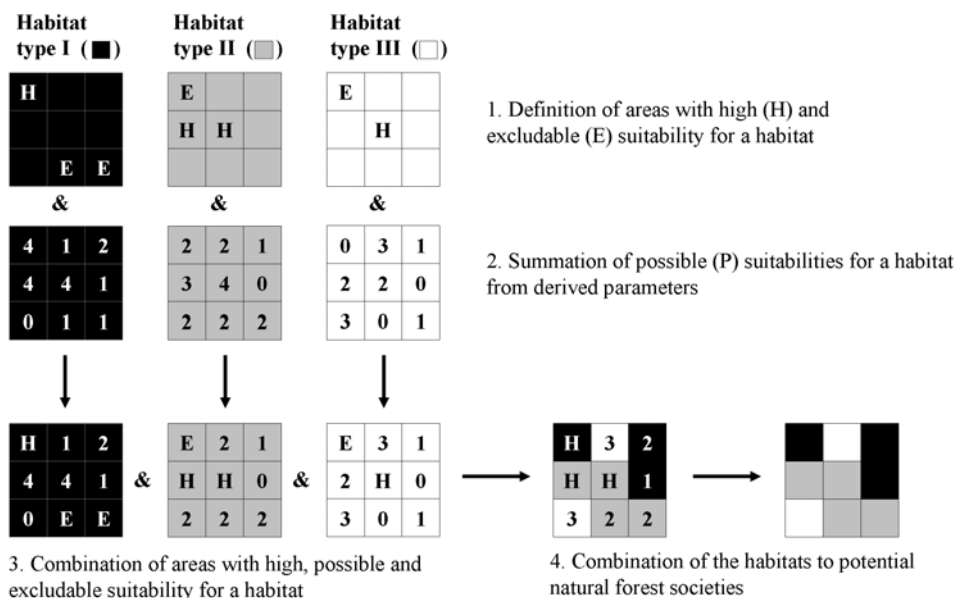 Habitat Habitat Habitat
type I ( ) type II ( ) type III ( )
H E E
H H H
E E
1. Definition of areas with high (H) and
excludable (E) suitability for a habitat
& & &
4 1 2 2 2 1 0 3 1
4 4 1 3 4 0 2 2 0
0 1 1 2 2 2 3 0 1
2. Summation of possible (P) suitabilities for a habitat
from derived parameters
H 1 2 E 2 1 E 3 1 H 3 2
4 4 1 & H H 0 & 2 H 0 H H 1
0 E E 2 2 2 3 0 1 3 2 2
3. Combination of areas with high, possible and
excludable suitability for a habitat
4. Combination of the habitats to potential
natural forest societies